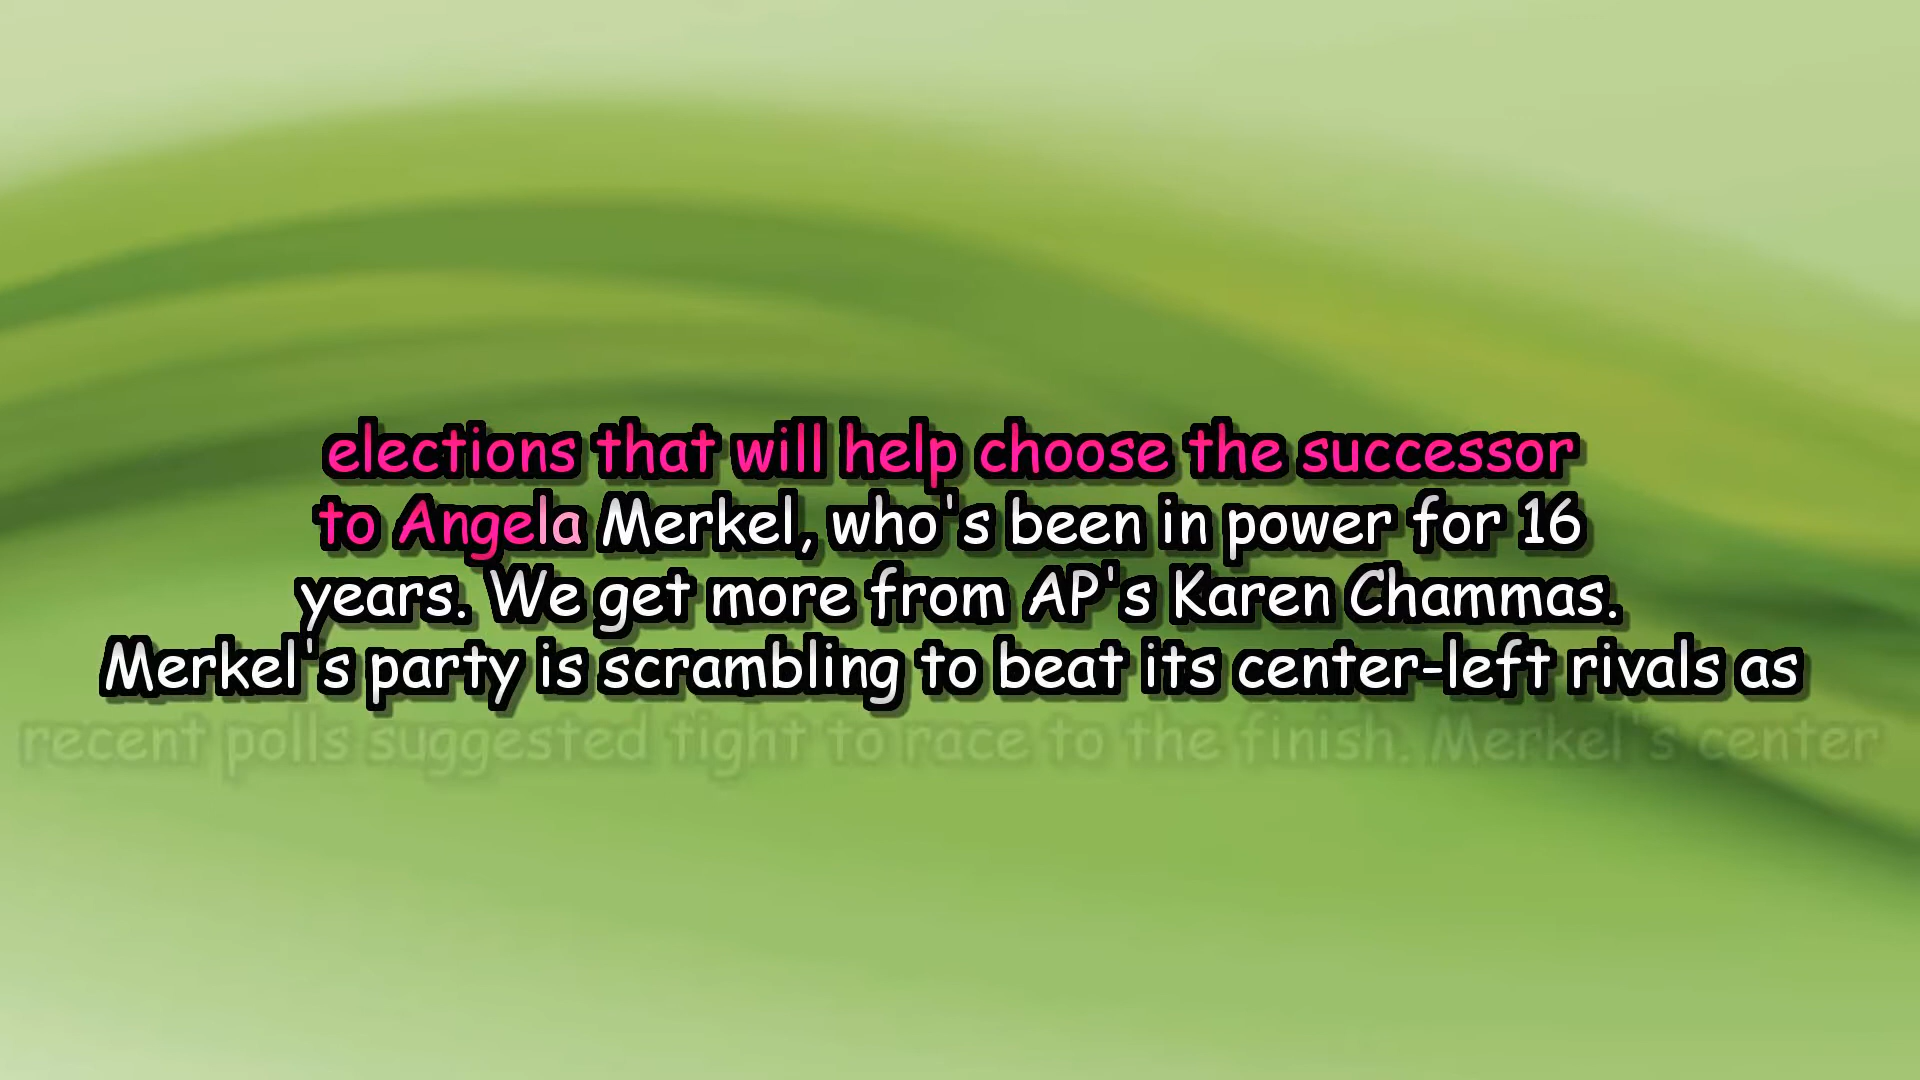 elections that will help choose the successor
to Angela Merkel, who's been in power for 16
years. We get more from AP's Karen Chammas.
Merkel's party is scrambling to beat its center-left rivals as
recent polls suggested tight to race to the finish. Merkel's center